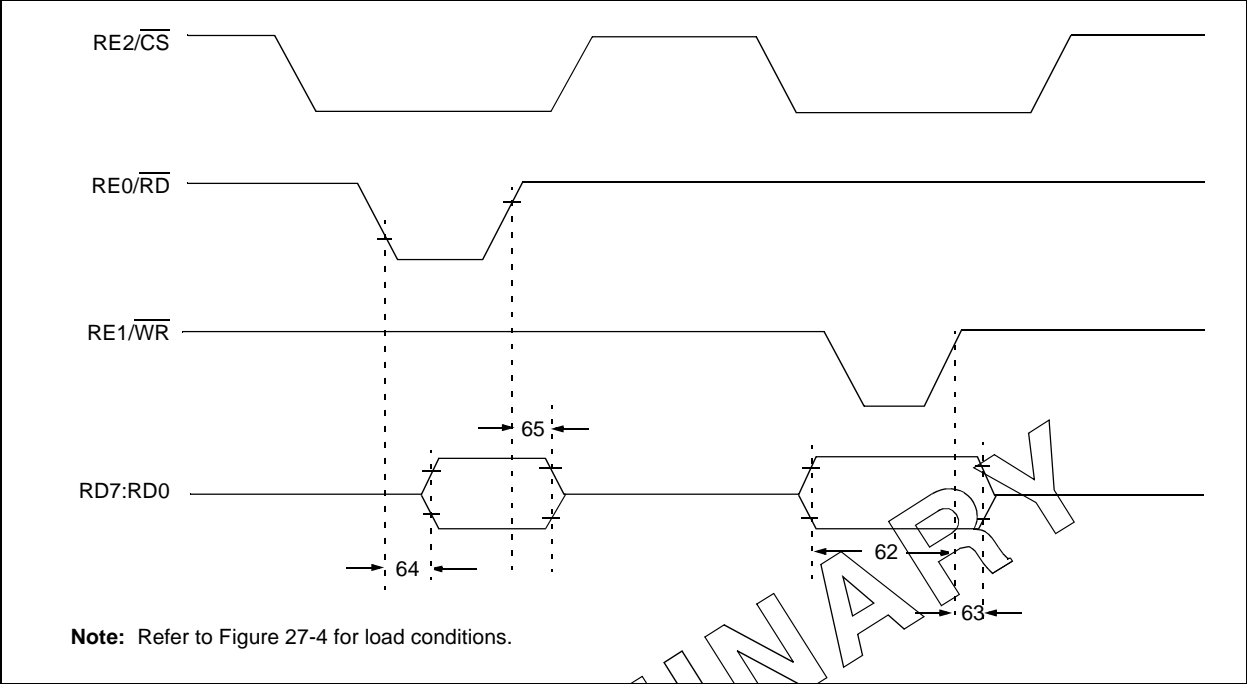 RE2/CS
RE0/RD
RE1/WR
65
RD7:RD0
62
64
63
Note: Refer to Figure 27-4 for load conditions.